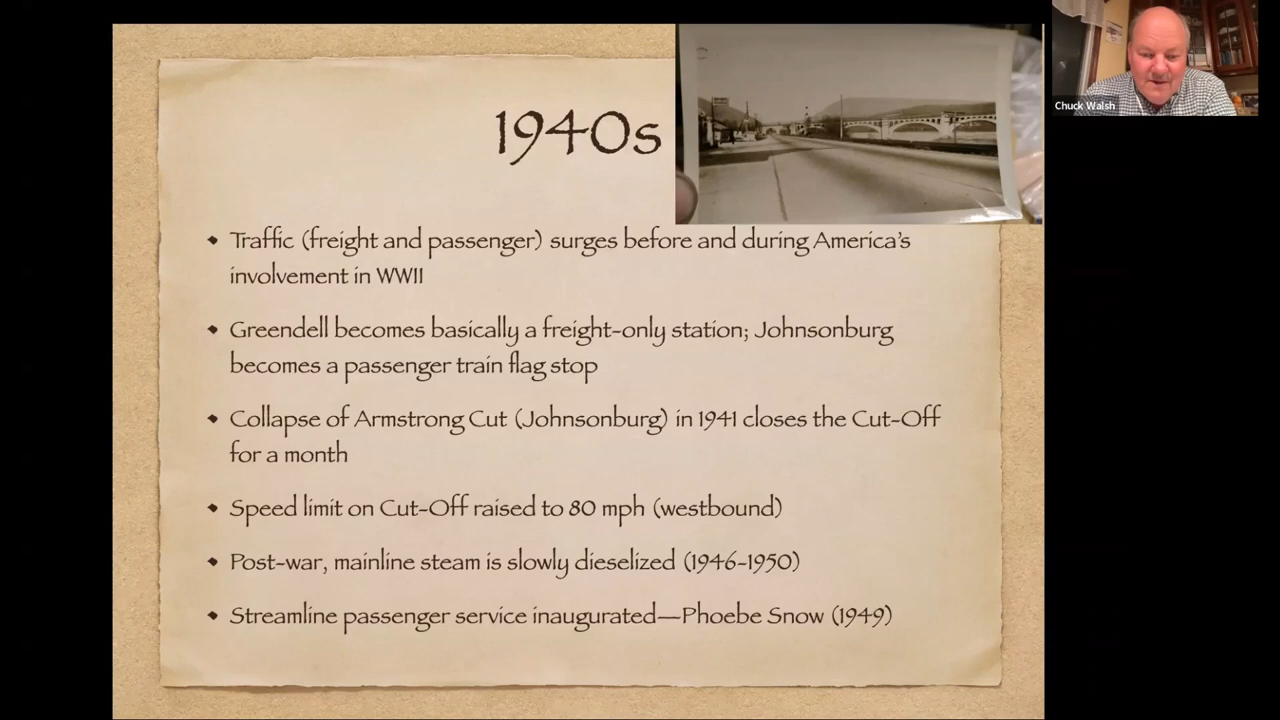 1940s
Traffic (freight and passenger) surges before and during America's
involvement in WWII
Greendell becomes basically a freight-only station; Johnsonburg
becomes a passenger train flag stop
Collapse of Armstrong Cut (Johnsonburg) in 1941 closes the Cut-Off
for a month
Speed limit on Cut-Off raised to 80 mph (westbound)
Post-war, mainline steam is slowly dieselized (1946-1950)
Streamline passenger service inaugurated—Phoebe Snow (1949)
Chuck Walsh